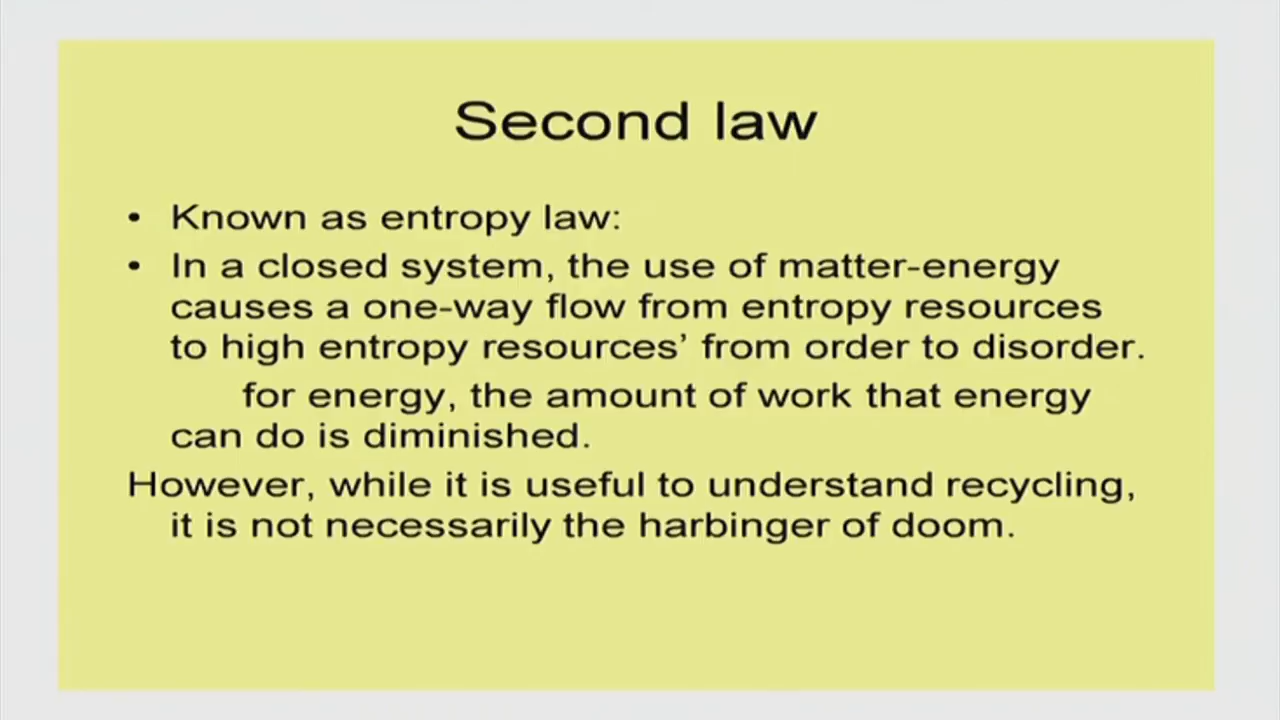 Second law
• Known as entropy law:
• In a closed system, the use of matter-energy
causes a one-way flow from entropy resources
to high entropy resources’ from order to disorder.
for energy, the amount of work that energy
can do is diminished.
However, while it is useful to understand recycling,
it is not necessarily the harbinger of doom.